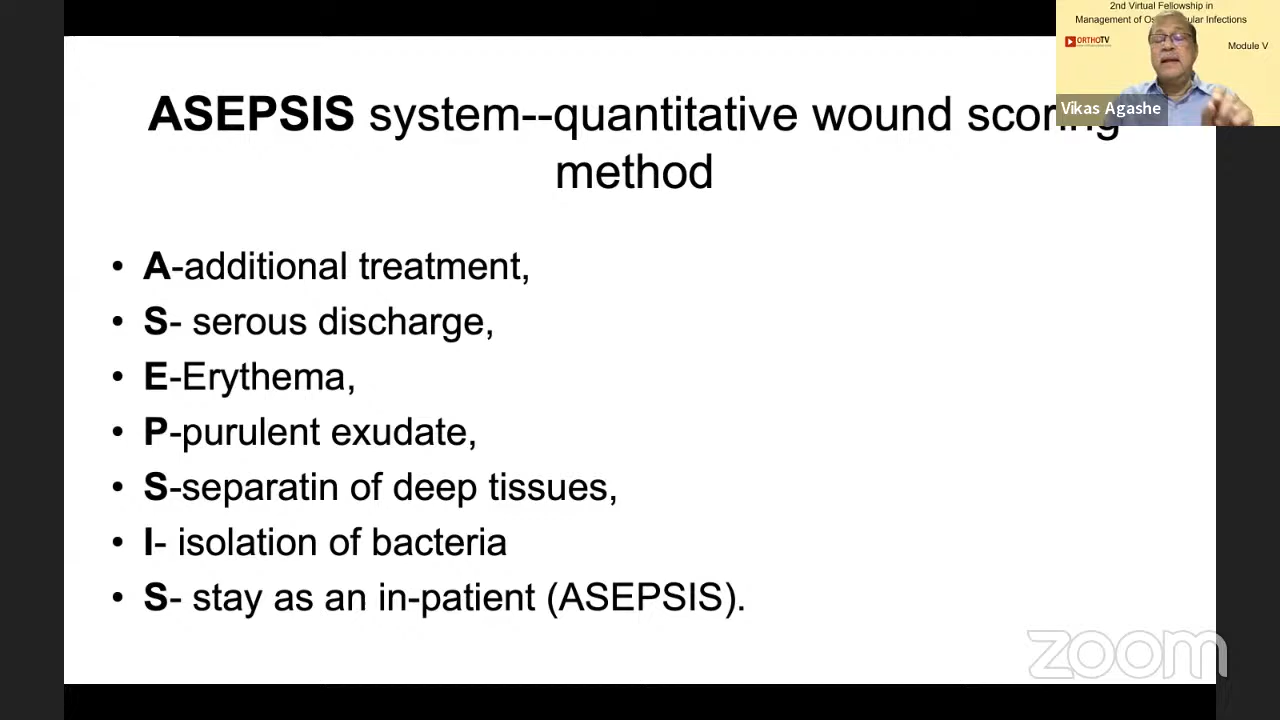 2nd Virtual Fellowship in
Management of Infections
ORTHOTV
Module V
Vikas Agashe
ASEPSIS system--quantitative wound scoring
method
• A-additional treatment,
• S- serous discharge,
• E-Erythema,
• P-purulent exudate,
• S-separatin of deep tissues,
• I- isolation of bacteria
• S- stay as an in-patient (ASEPSIS).
zoom